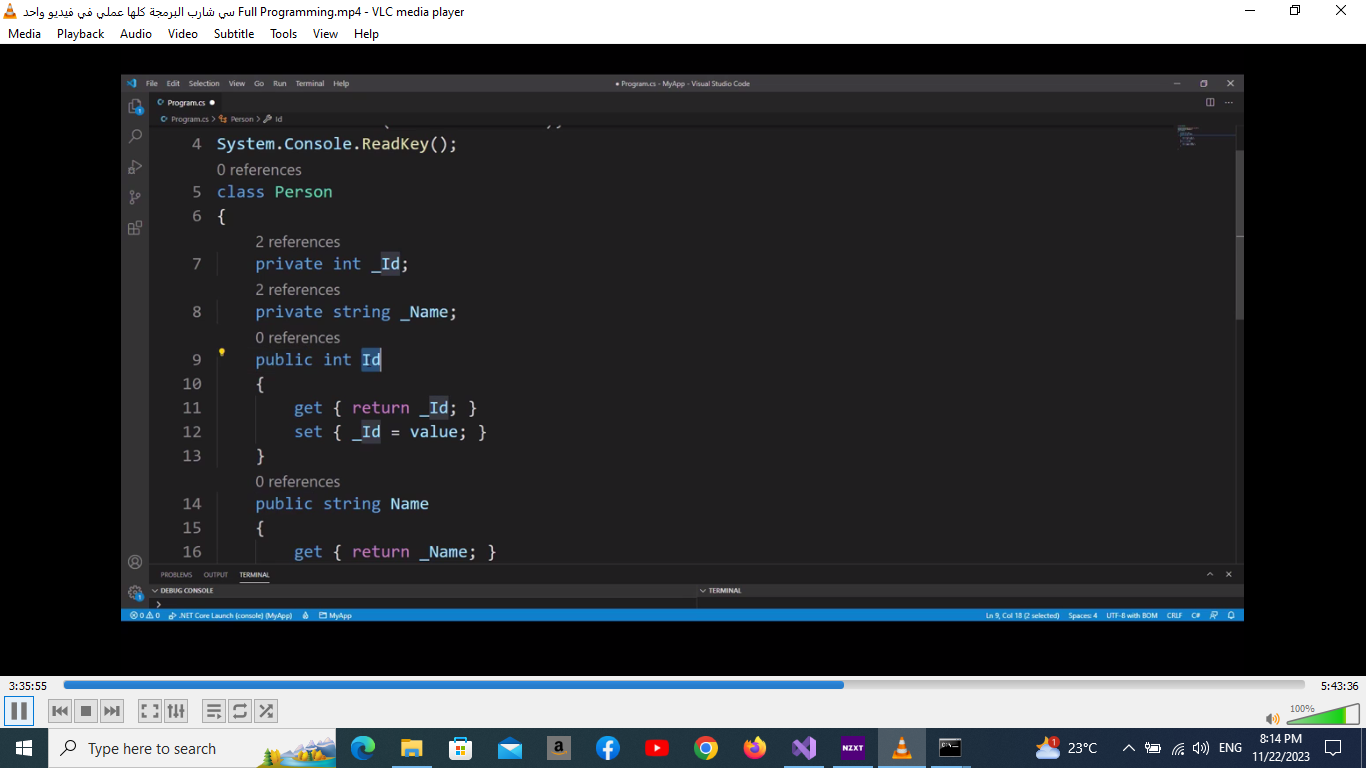 سي شارب البرمجة كلها عملي في فيديو واحد Full Programming.mp4 - VLC media player
Media Playback Audio Video Subtitle Tools View Help
File Edit Selection View Go Run Terminal Help
● Program.cs - MyApp - Visual Studio Code
Program.cs ●
Program.cs > Person > Id
4 System.Console.ReadKey();
0 references
5 class Person
6 {
2 references
7 private int _Id;
2 references
8 private string _Name;
0 references
9 public int Id
10 {
11 get { return _Id; }
12 set { _Id = value; }
13 }
0 references
14 public string Name
15 {
16 get { return _Name; }
PROBLEMS OUTPUT TERMINAL
DEBUG CONSOLE
TERMINAL
0 0 .NET Core Launch (console) (MyApp) MyApp
Ln 9, Col 18 (2 selected) Spaces: 4 UTF-8 with BOM CRLF C#
3:35:55
5:43:36
100%
Type here to search
a
NZXT
1
23°C
ENG
8:14 PM
11/22/2023